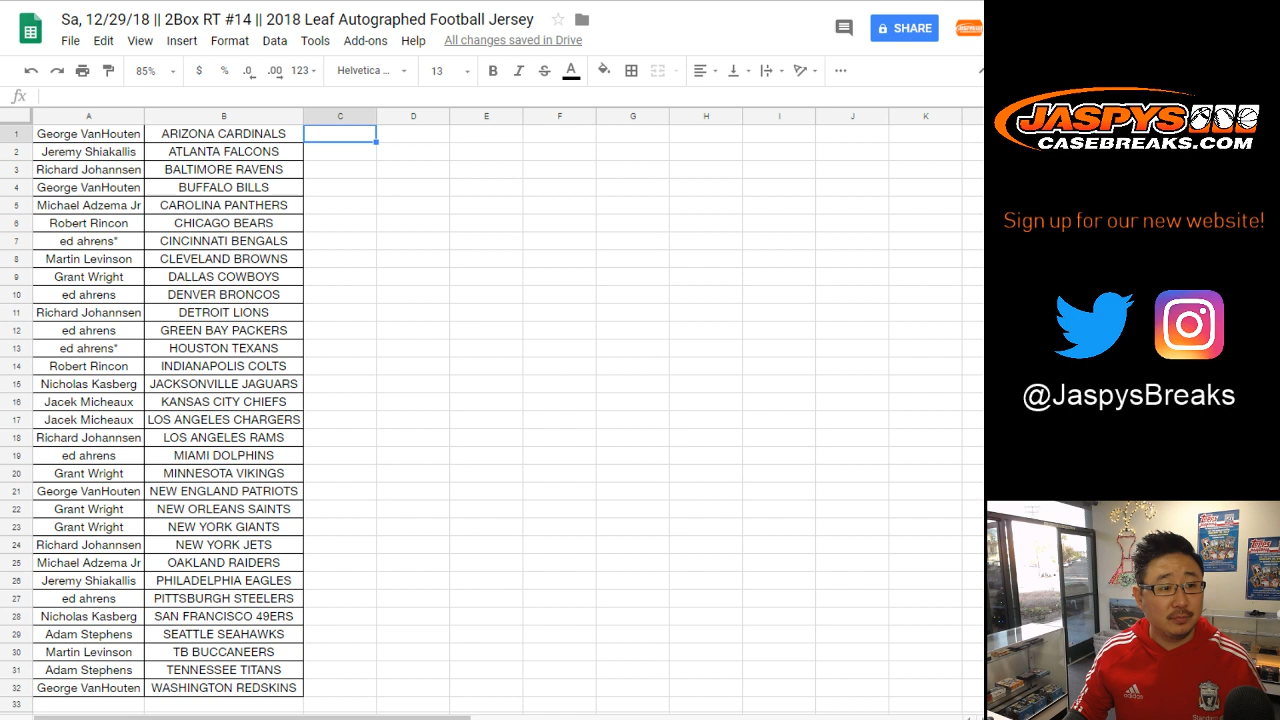 Sa, 12/29/18 || 2Box RT #14 || 2018 Leaf Autographed Football Jersey
SHARE
File Edit View Insert Format Data Tools Add-ons Help All changes saved in Drive
85% $ % .0 .00 123 Helvetica ... 13 B I S A
fx
A B C D E F G H I J K
1 George VanHouten ARIZONA CARDINALS
2 Jeremy Shiakallis ATLANTA FALCONS
3 Richard Johannsen BALTIMORE RAVENS
4 George VanHouten BUFFALO BILLS
5 Michael Adzema Jr CAROLINA PANTHERS
6 Robert Rincon CHICAGO BEARS
7 ed ahrens* CINCINNATI BENGALS
8 Martin Levinson CLEVELAND BROWNS
9 Grant Wright DALLAS COWBOYS
10 ed ahrens DENVER BRONCOS
11 Richard Johannsen DETROIT LIONS
12 ed ahrens GREEN BAY PACKERS
13 ed ahrens* HOUSTON TEXANS
14 Robert Rincon INDIANAPOLIS COLTS
15 Nicholas Kasberg JACKSONVILLE JAGUARS
16 Jacek Micheaux KANSAS CITY CHIEFS
17 Jacek Micheaux LOS ANGELES CHARGERS
18 Richard Johannsen LOS ANGELES RAMS
19 ed ahrens MIAMI DOLPHINS
20 Grant Wright MINNESOTA VIKINGS
21 George VanHouten NEW ENGLAND PATRIOTS
22 Grant Wright NEW ORLEANS SAINTS
23 Grant Wright NEW YORK GIANTS
24 Richard Johannsen NEW YORK JETS
25 Michael Adzema Jr OAKLAND RAIDERS
26 Jeremy Shiakallis PHILADELPHIA EAGLES
27 ed ahrens PITTSBURGH STEELERS
28 Nicholas Kasberg SAN FRANCISCO 49ERS
29 Adam Stephens SEATTLE SEAHAWKS
30 Martin Levinson TB BUCCANEERS
31 Adam Stephens TENNESSEE TITANS
32 George VanHouten WASHINGTON REDSKINS
33
JASPYS
CASEBREAKS.COM
Sign up for our new website!
@JaspysBreaks
TOPPS
TOPPS
adidas